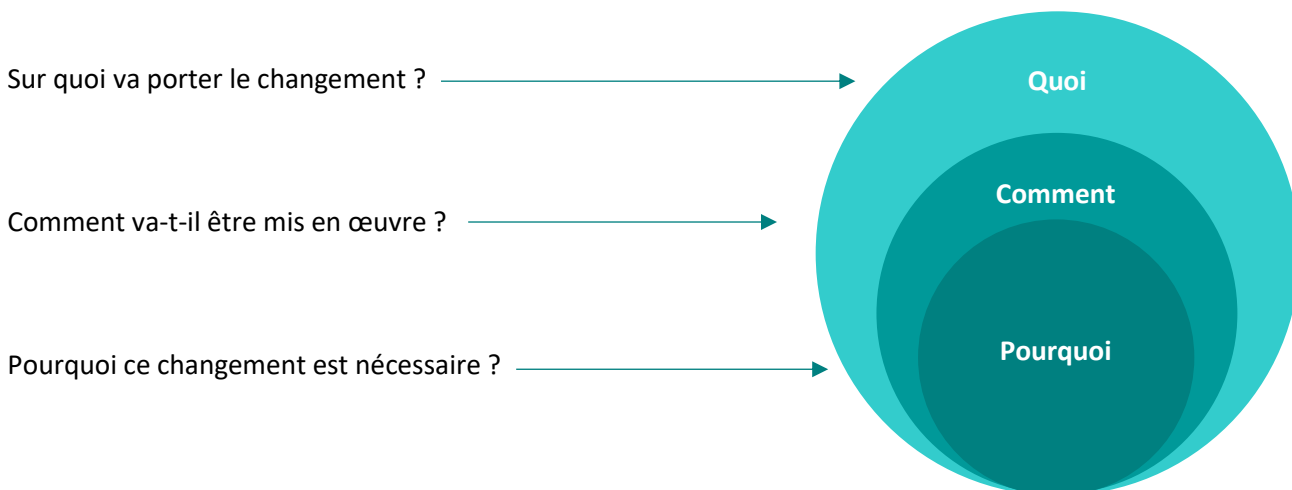 Sur quoi va porter le changement ?
Quoi
Comment
Comment va-t-il être mis en œuvre ?
Pourquoi
Pourquoi ce changement est nécessaire ?